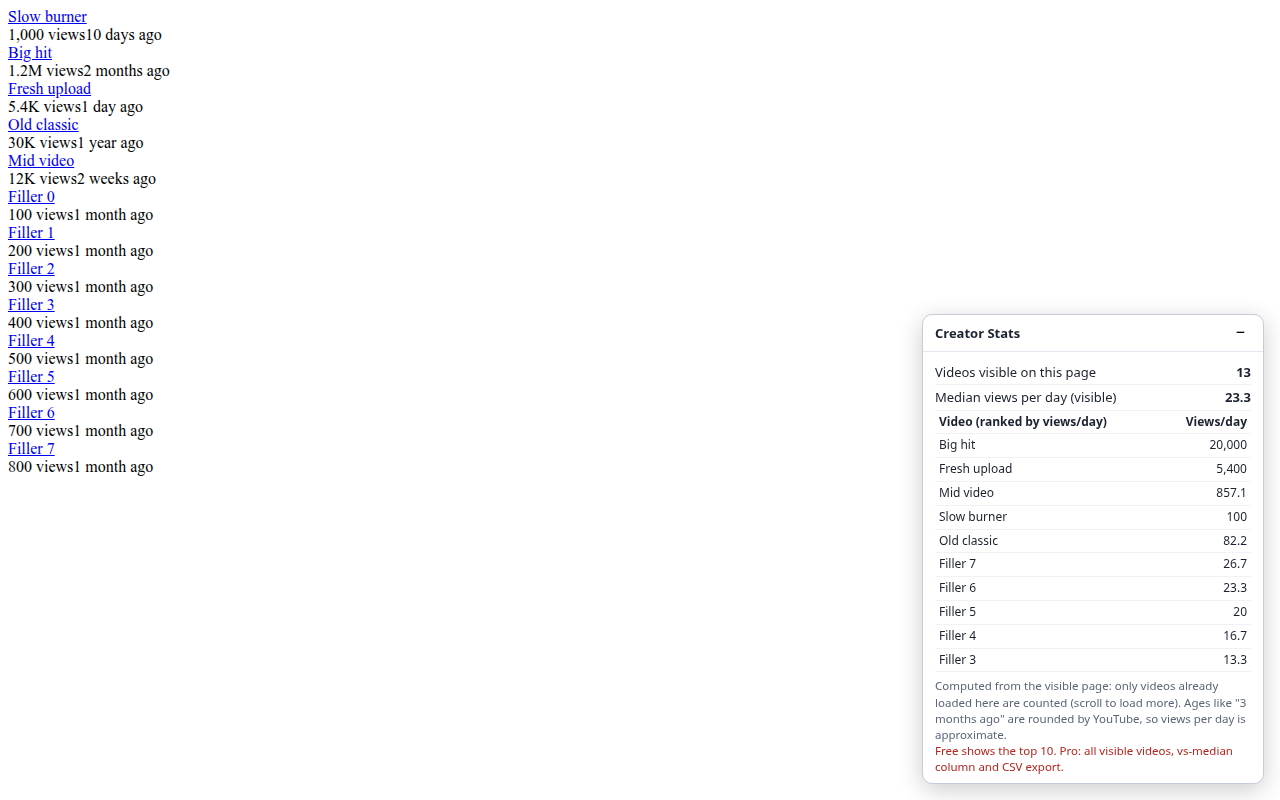 Slow burner
1,000 views10 days ago
Big hit
1.2M views2 months ago
Fresh upload
5.4K views1 day ago
Old classic
30K views1 year ago
Mid video
12K views2 weeks ago
Filler 0
100 views1 month ago
Filler 1
200 views1 month ago
Filler 2
300 views1 month ago
Filler 3
400 views1 month ago
Filler 4
500 views1 month ago
Filler 5
600 views1 month ago
Filler 6
700 views1 month ago
Filler 7
800 views1 month ago
Creator Stats −
Videos visible on this page 13
Median views per day (visible) 23.3
Video (ranked by views/day) Views/day
Big hit 20,000
Fresh upload 5,400
Mid video 857.1
Slow burner 100
Old classic 82.2
Filler 7 26.7
Filler 6 23.3
Filler 5 20
Filler 4 16.7
Filler 3 13.3
Computed from the visible page: only videos already
loaded here are counted (scroll to load more). Ages like "3
months ago" are rounded by YouTube, so views per day is
approximate.
Free shows the top 10. Pro: all visible videos, vs-median
column and CSV export.